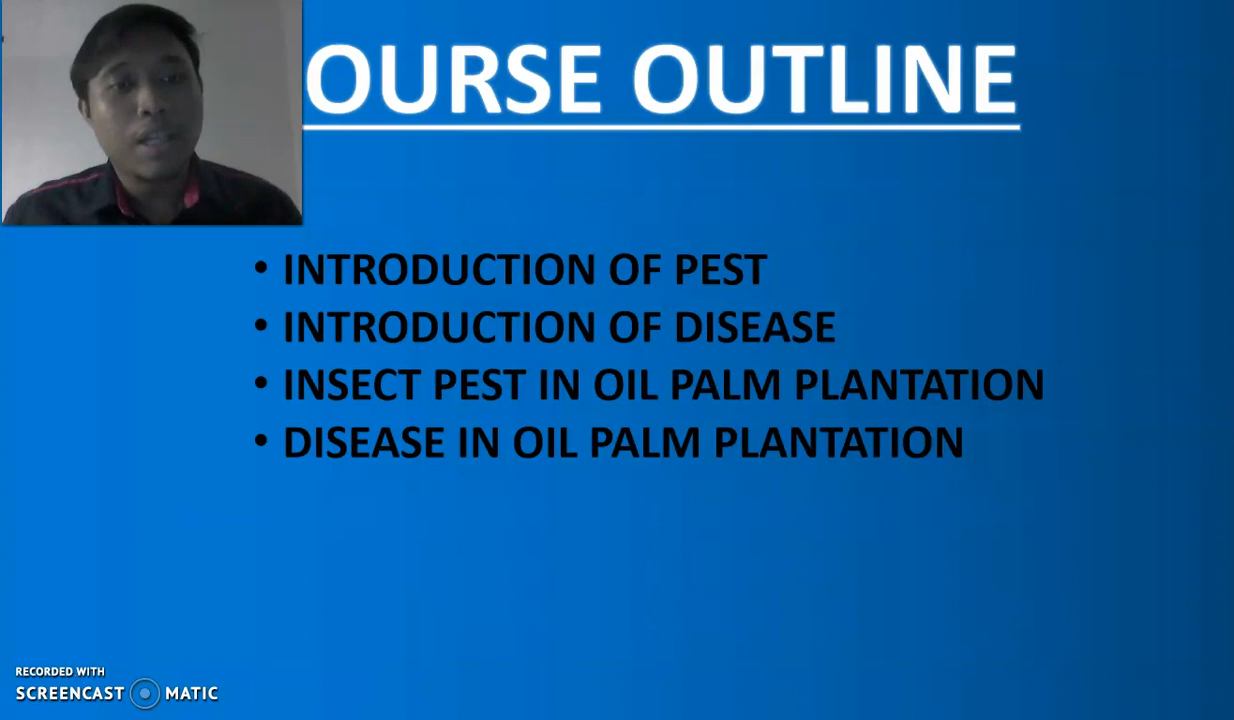 OURSE OUTLINE
• INTRODUCTION OF PEST
• INTRODUCTION OF DISEASE
• INSECT PEST IN OIL PALM PLANTATION
• DISEASE IN OIL PALM PLANTATION
RECORDED WITH
SCREENCAST MATIC